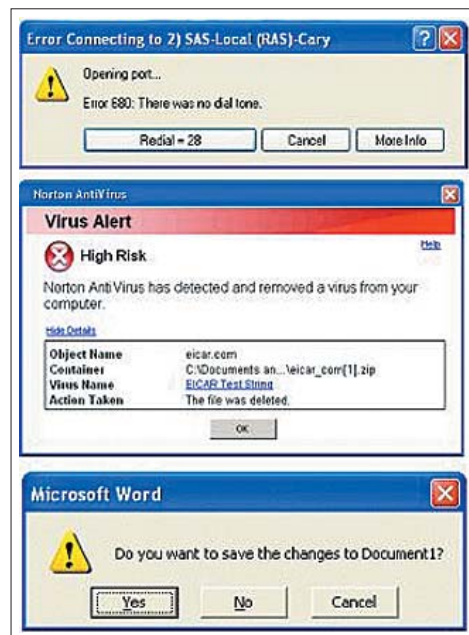 Error Connecting to 2) SAS-Local (RAS)-Cary
Opening port...
Error 680: There was no dial tone.
Redial = 28 Cancel More Info
Norton AntiVirus
Virus Alert
High Risk Help
Norton AntiVirus has detected and removed a virus from your
computer.
Hide Details
Object Name eicar.com
Container C:\Documents an...\eicar_com[1].zip
Virus Name EICAR Test String
Action Taken The file was deleted.
OK
Microsoft Word
Do you want to save the changes to Document1?
Yes No Cancel